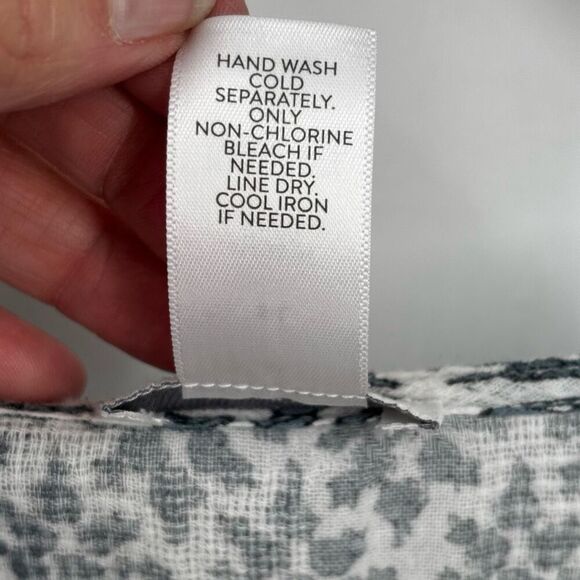 HAND WASH
COLD
SEPARATELY.
ONLY
NON-CHLORINE
BLEACH IF
NEEDED.
LINE DRY.
COOL IRON
IF NEEDED.